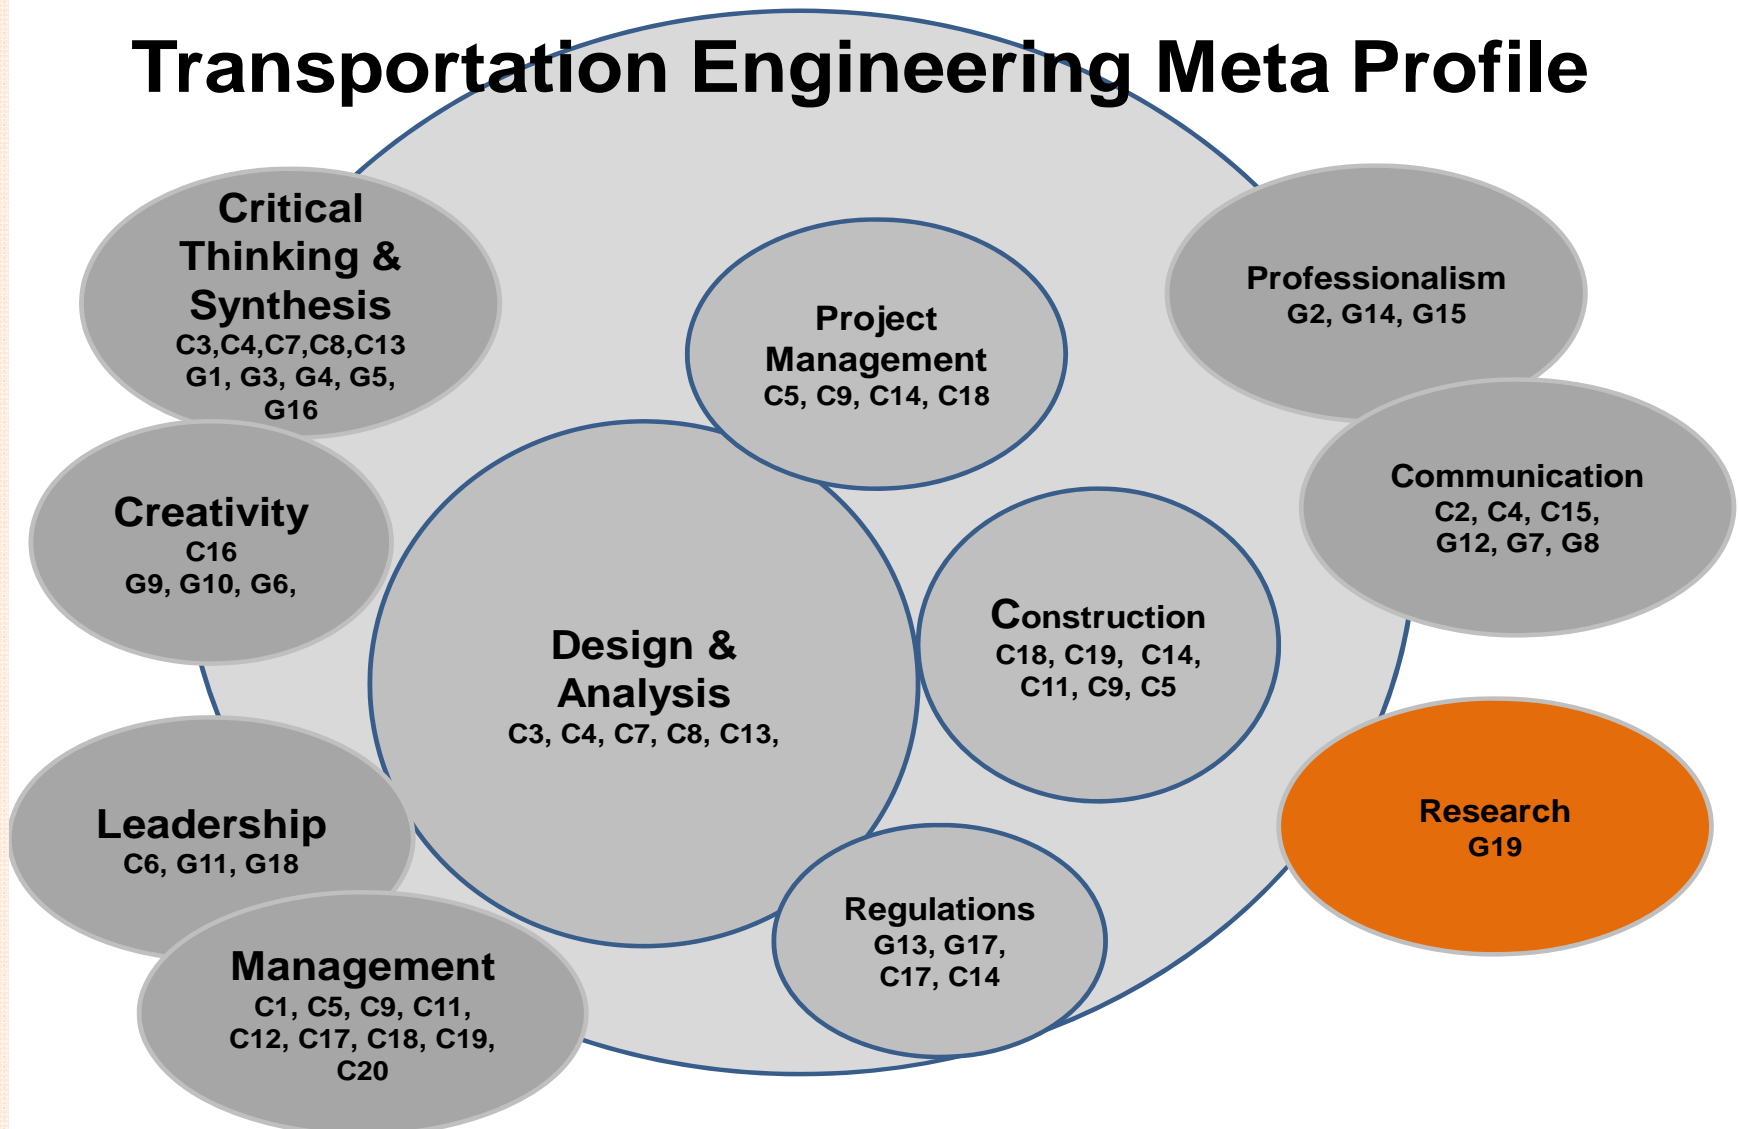 Transportation Engineering Meta Profile
Critical
Thinking &
Synthesis
C3,C4,C7,C8,C13
G1, G3, G4, G5,
G16
Project
Management
C5, C9, C14, C18
Professionalism
G2, G14, G15
Communication
C2, C4, C15,
G12, G7, G8
Creativity
C16
G9, G10, G6,
Design &
Analysis
C3, C4, C7, C8, C13,
Construction
C18, C19,  C14,
C11, C9, C5
Leadership
C6, G11, G18
Research
G19
Regulations
G13, G17,
C17, C14
Management
C1, C5, C9, C11,
C12, C17, C18, C19,
C20